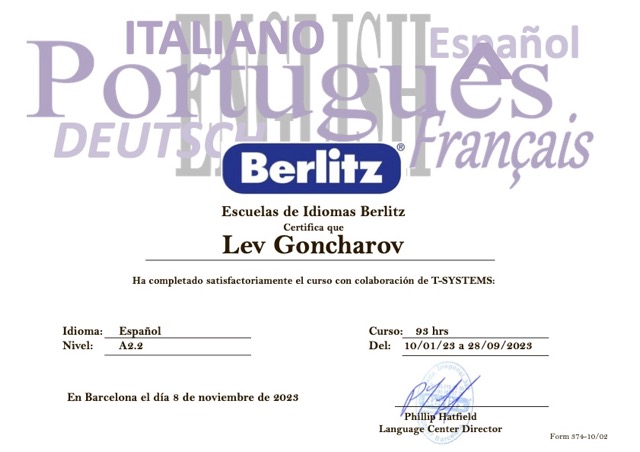 ENGLISH
ITALIANO
Español
Português
DEUTSCH
Français
Berlitz®
Escuelas de Idiomas Berlitz
Certifica que
Lev Goncharov
Ha completado satisfactoriamente el curso con colaboración de T-SYSTEMS:
Idioma: Español
Nivel: A2.2
Curso: 93 hrs
Del: 10/01/23 a 28/09/2023
En Barcelona el día 8 de noviembre de 2023
Phillip Hatfield
Language Center Director
Form 374-10/02